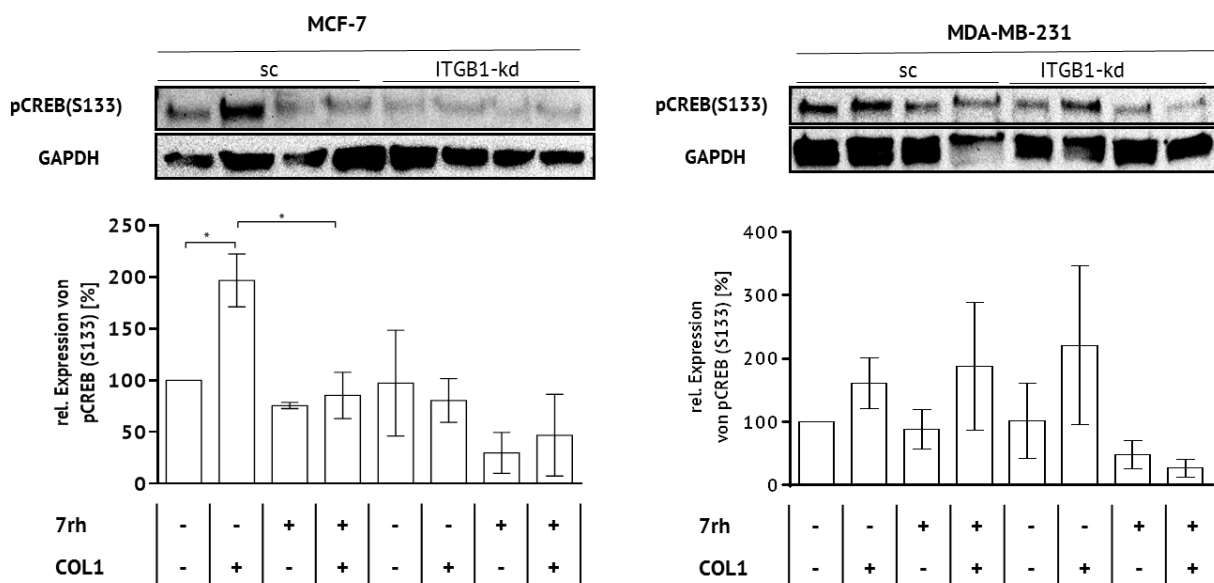 MCF-7
sc ITGB1-kd
pCREB(S133)
GAPDH
rel. Expression von
pCREB (S133) [%]
250
200
150
100
50
0
* *
7rh - - + + - - + +
COL1 - + - + - + - +
MDA-MB-231
sc ITGB1-kd
pCREB(S133)
GAPDH
rel. Expression
von pCREB (S133) [%]
400
300
200
100
0
7rh - - + + - - + +
COL1 - + - + - + - +